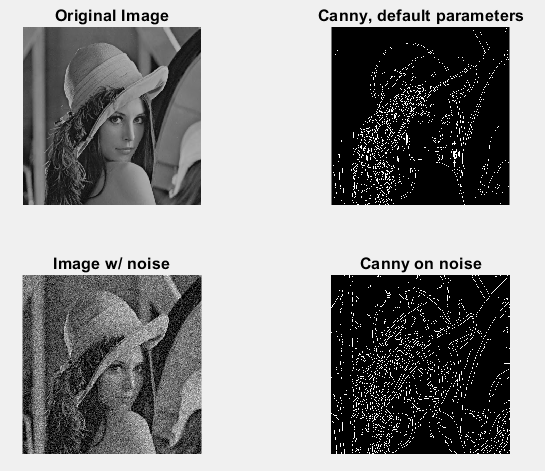 Original Image
Canny, default parameters
Image w/ noise
Canny on noise